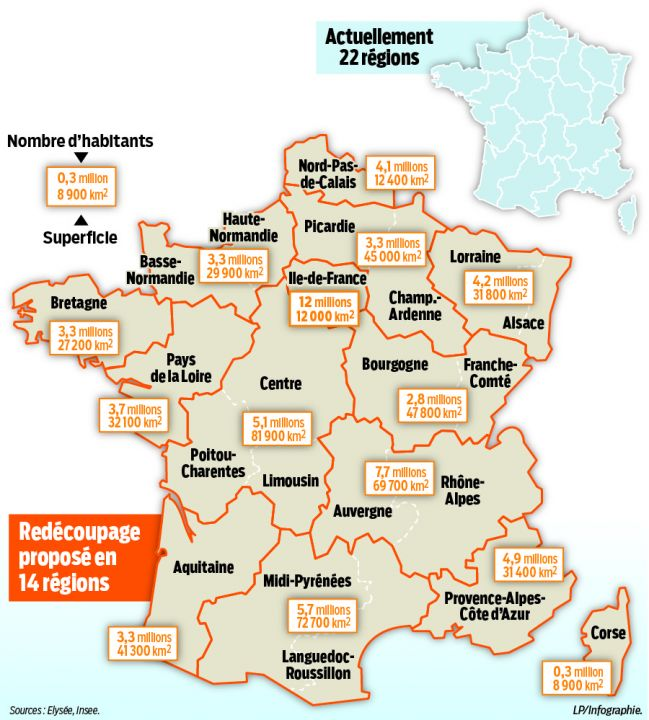 Actuellement
22 régions
Nombre d'habitants
0,3 million
8 900 km²
Superficie
Nord-Pas-
de-Calais
4,1 millions
12 400 km²
Haute-
Normandie
Picardie
3,3 millions
29 900 km²
3,3 millions
45 000 km²
Basse-
Normandie
Lorraine
4,2 millions
31 800 km²
Alsace
Ile-de-France
12 millions
12 000 km²
Champ.-
Ardenne
Bretagne
3,3 millions
27 200 km²
Pays
de la Loire
3,7 millions
32 100 km²
Centre
5,1 millions
81 900 km²
Bourgogne
Franche-
Comté
2,8 millions
47 800 km²
Poitou-
Charentes
Limousin
7,7 millions
69 700 km²
Auvergne
Rhône-
Alpes
Redécoupage
proposé en
14 régions
Aquitaine
3,3 millions
41 300 km²
Midi-Pyrénées
5,7 millions
72 700 km²
Languedoc-
Roussillon
4,9 millions
31 400 km²
Provence-Alpes-
Côte d'Azur
Corse
0,3 million
8 900 km²
Sources : Elysée, Insee.
LP/Infographie.